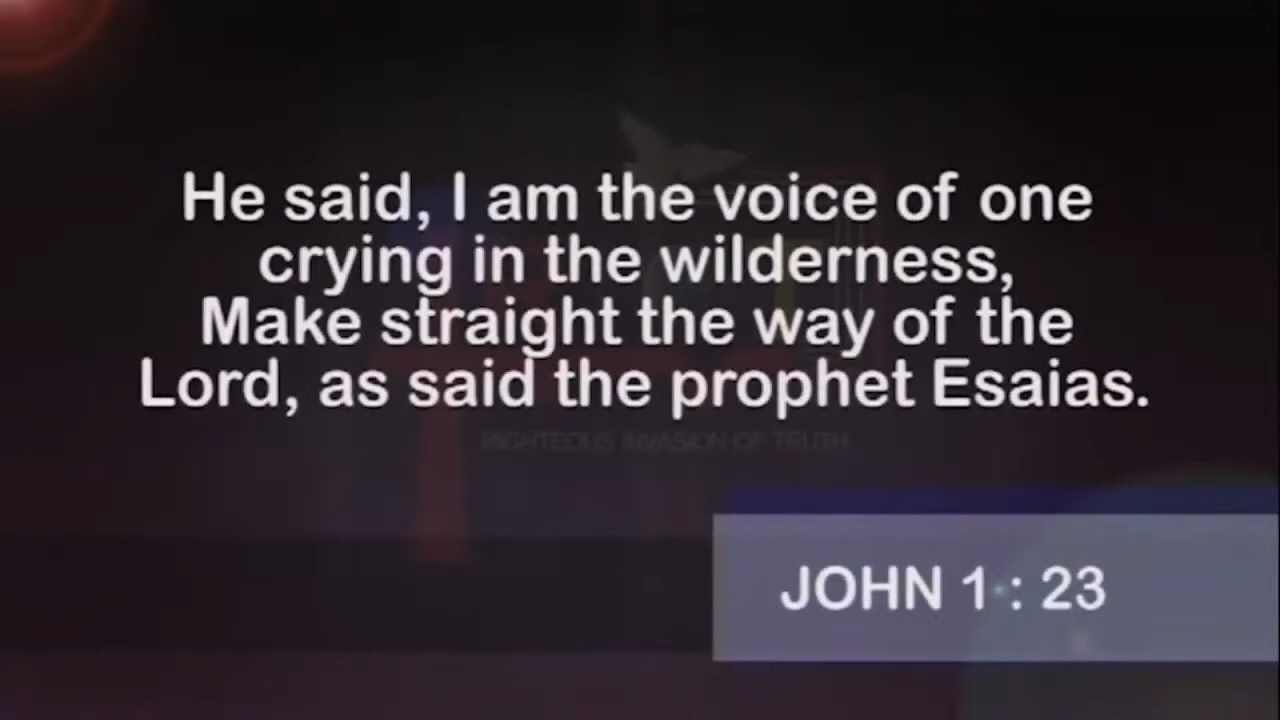 He said, I am the voice of one
crying in the wilderness,
Make straight the way of the
Lord, as said the prophet Esaias.
RIGHTEOUS INVASION OF TRUTH
JOHN 1 : 23